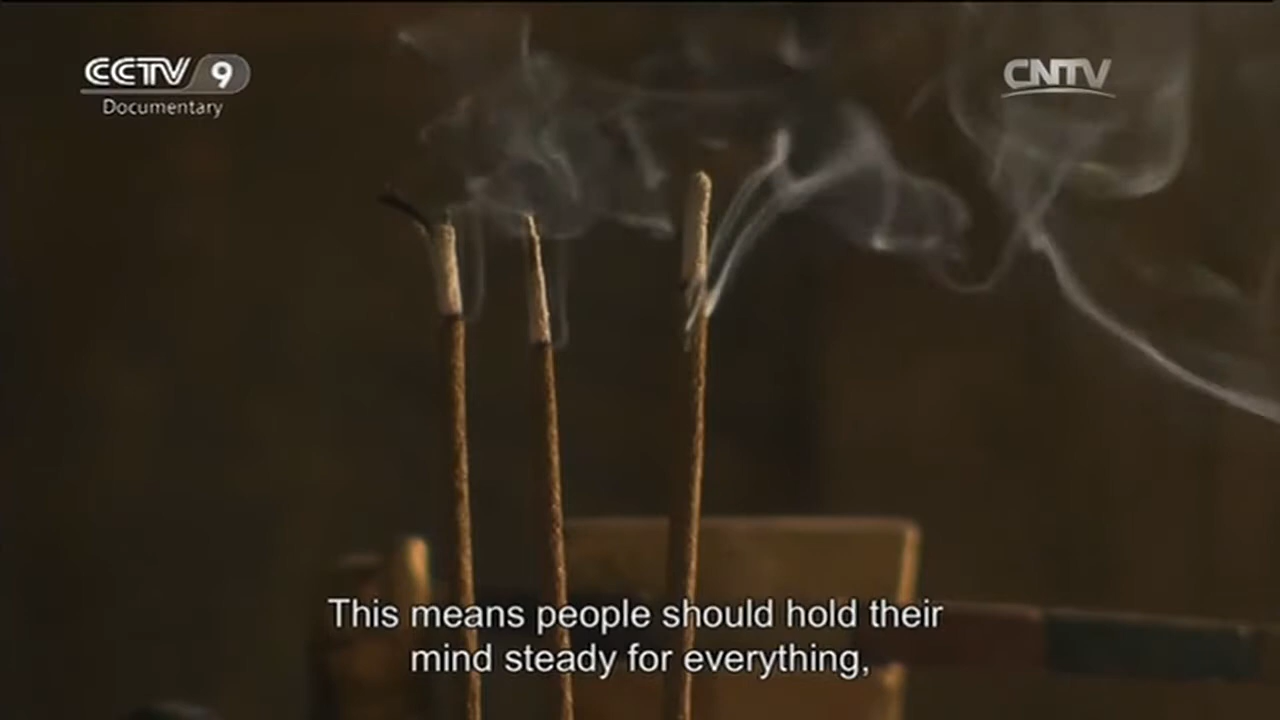 CCTV 9
Documentary
CNTV
This means people should hold their
mind steady for everything,